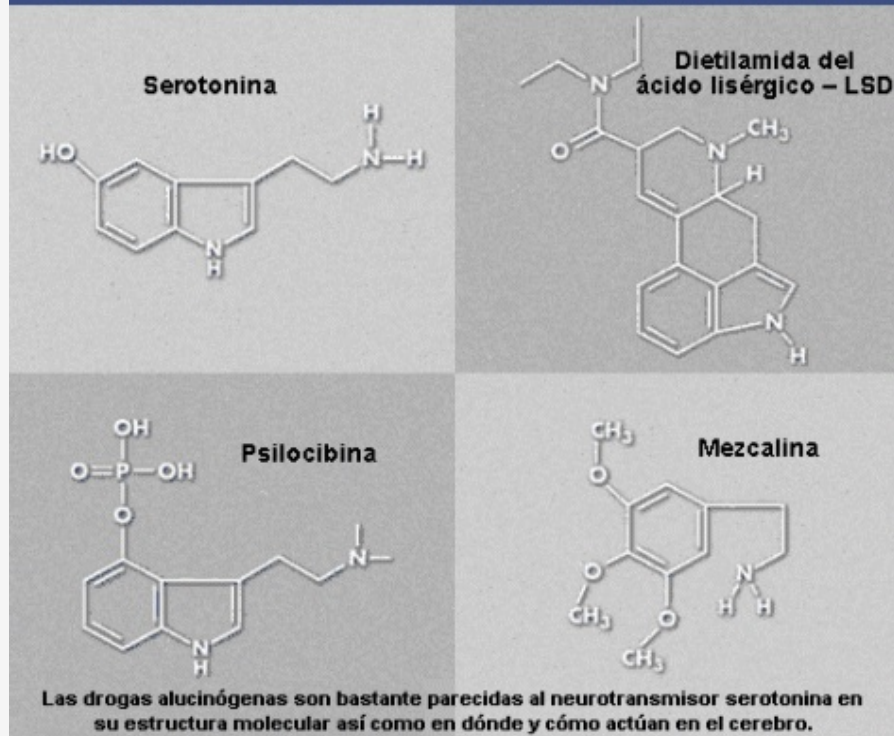 Serotonina
HO
H
N
H
N
H
Dietilamida del
ácido lisérgico – LSD
N
O
N
CH₃
H
N
H
Psilocibina
OH
O
P
OH
O
N
N
H
Mezcalina
CH₃
O
O
CH₃
O
CH₃
N
H
H
Las drogas alucinógenas son bastante parecidas al neurotransmisor serotonina en
su estructura molecular así como en dónde y cómo actúan en el cerebro.